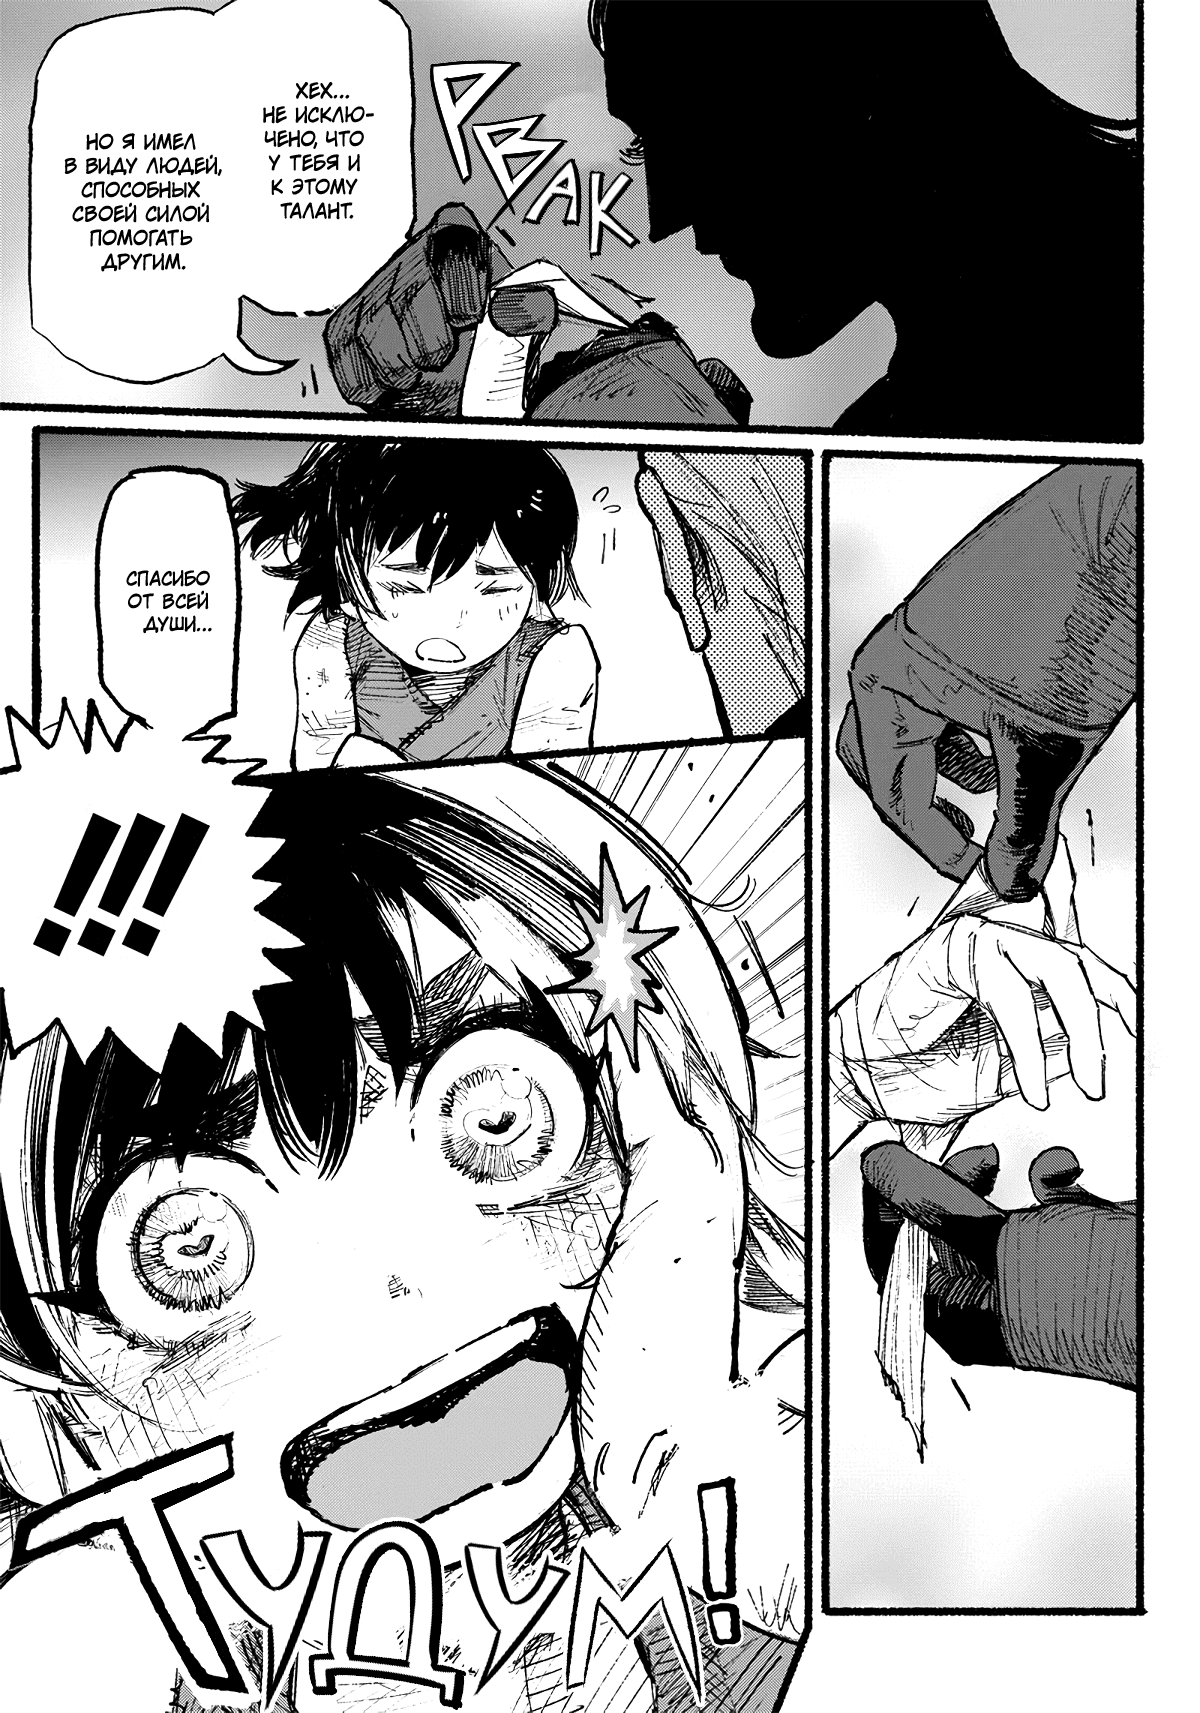 ХЕХ...
НЕ ИСКЛЮ-
ЧЕНО, ЧТО
У ТЕБЯ И
К ЭТОМУ
ТАЛАНТ.
НО Я ИМЕЛ
В ВИДУ ЛЮДЕЙ,
СПОСОБНЫХ
СВОЕЙ СИЛОЙ
ПОМОГАТЬ
ДРУГИМ.
РВАК
СПАСИБО
ОТ ВСЕЙ
ДУШИ...
!!!
ТУДУМ!